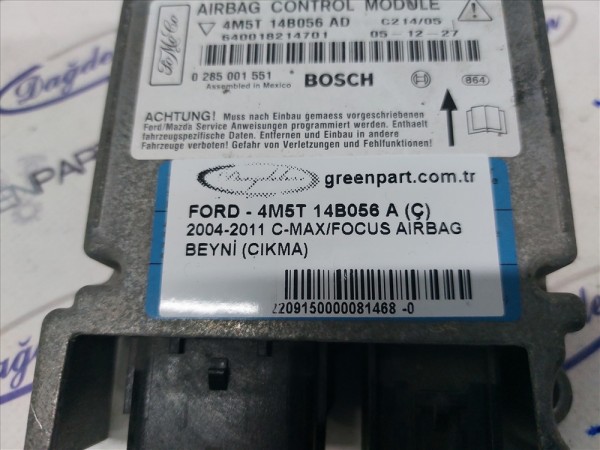 AIRBAG CONTROL MODULE
FoMoCo
4M5T 14B056 AD C214/05
640018214701 05-12-27
0 285 001 551 BOSCH 864
Assembled in Mexico
ACHTUNG! Muss nach Einbau gemaess vorgeschriebenen
Ford/Mazda Service Anweisungen programmiert werden. Enthaelt
fahrzeugspezifische Daten. Entfernen und Einbau in andere
Fahrzeuge verboten! Gefahr von Verletzungen und Fehlfunktionen!
greenpart.com.tr
FORD - 4M5T 14B056 A (Ç)
2004-2011 C-MAX/FOCUS AIRBAG
BEYNİ (ÇIKMA)
2209150000081468 -0